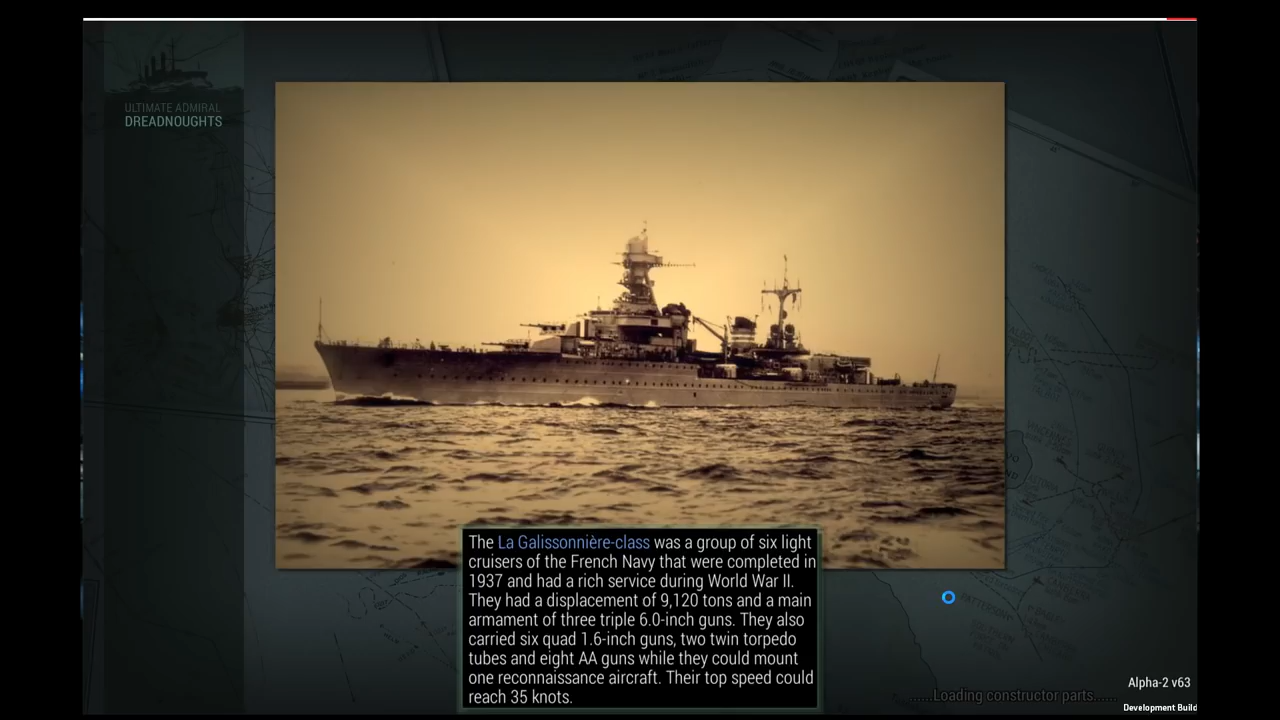 ULTIMATE ADMIRAL
DREADNOUGHTS
The La Galissonnière-class was a group of six light
cruisers of the French Navy that were completed in
1937 and had a rich service during World War II.
They had a displacement of 9,120 tons and a main
armament of three triple 6.0-inch guns. They also
carried six quad 1.6-inch guns, two twin torpedo
tubes and eight AA guns while they could mount
one reconnaissance aircraft. Their top speed could
reach 35 knots.
Alpha-2 v63
......Loading constructor parts......
Development Build